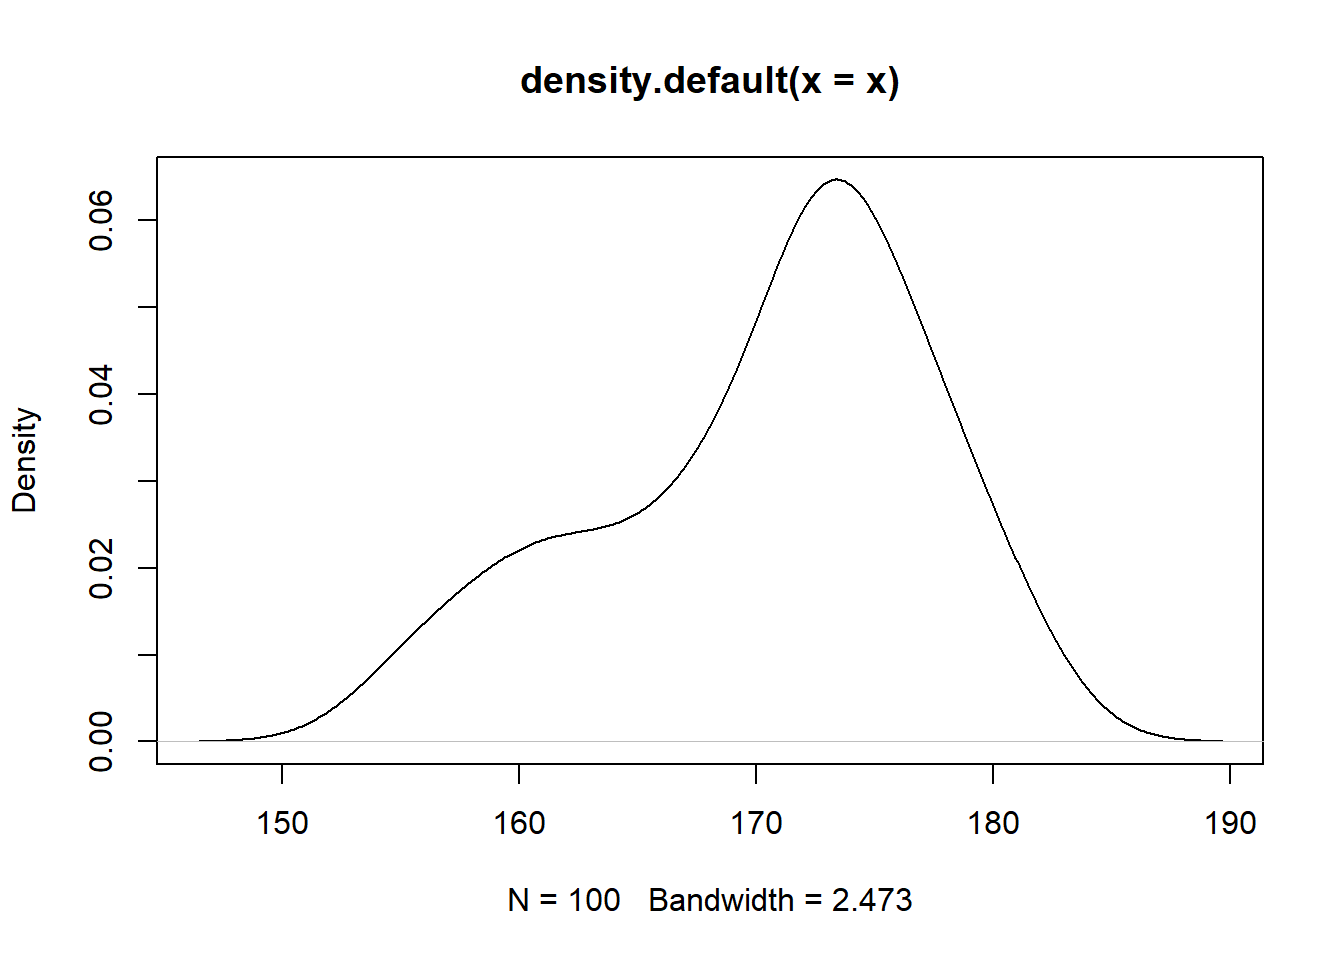 density.default(x = x)
Density
0.06
0.04
0.02
0.00
150 160 170 180 190
N = 100 Bandwidth = 2.473